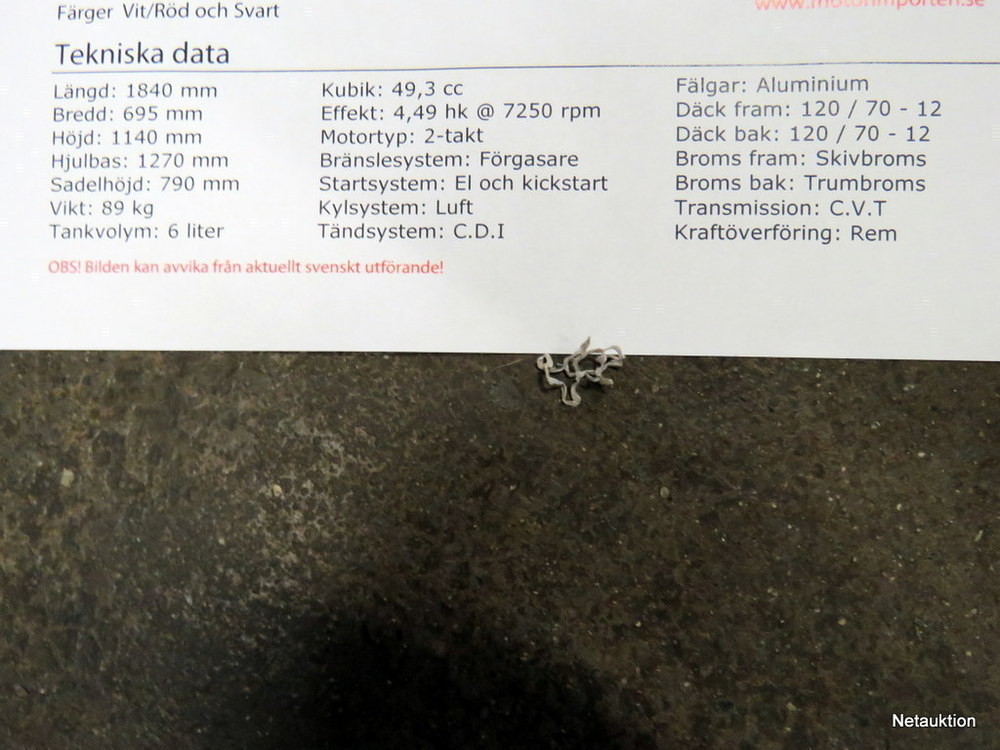 Färger Vit/Röd och Svart
www.motorimporten.se
Tekniska data
Längd: 1840 mm
Bredd: 695 mm
Höjd: 1140 mm
Hjulbas: 1270 mm
Sadelhöjd: 790 mm
Vikt: 89 kg
Tankvolym: 6 liter
Kubik: 49,3 cc
Effekt: 4,49 hk @ 7250 rpm
Motortyp: 2-takt
Bränslesystem: Förgasare
Startsystem: El och kickstart
Kylsystem: Luft
Tändsystem: C.D.I
Fälgar: Aluminium
Däck fram: 120 / 70 - 12
Däck bak: 120 / 70 - 12
Broms fram: Skivbroms
Broms bak: Trumbroms
Transmission: C.V.T
Kraftöverföring: Rem
OBS! Bilden kan avvika från aktuellt svenskt utförande!
Netauktion